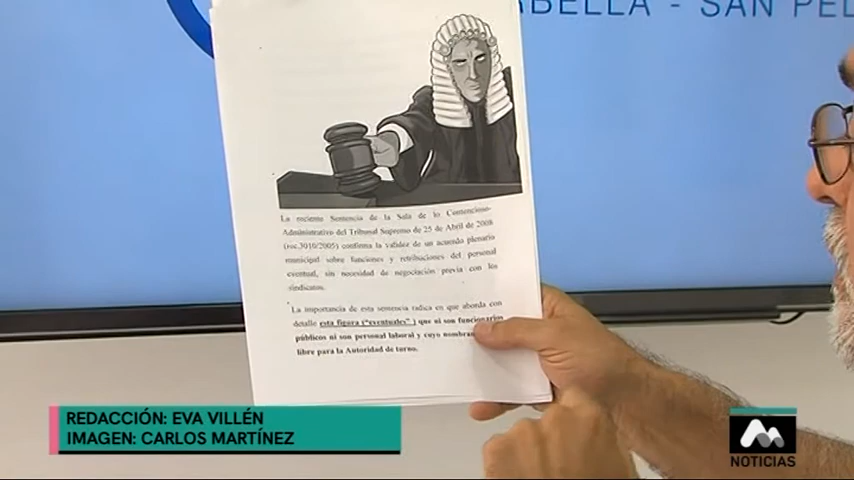 BELLA - SAN PEL
La reciente Sentencia de la Sala de lo Contencioso-
Administrativo del Tribunal Supremo de 25 de Abril de 2008
(rec.3010/2005) confirma la validez de un acuerdo plenario
municipal sobre funciones y retribuciones del personal
eventual, sin necesidad de negociación previa con los
sindicatos.
La importancia de esta sentencia radica en que aborda con
detalle esta figura ("eventuales" ) que ni son funcionarios
públicos ni son personal laboral y cuyo nombram
libre para la Autoridad de turno.
REDACCIÓN: EVA VILLÉN
IMAGEN: CARLOS MARTÍNEZ
NOTICIAS